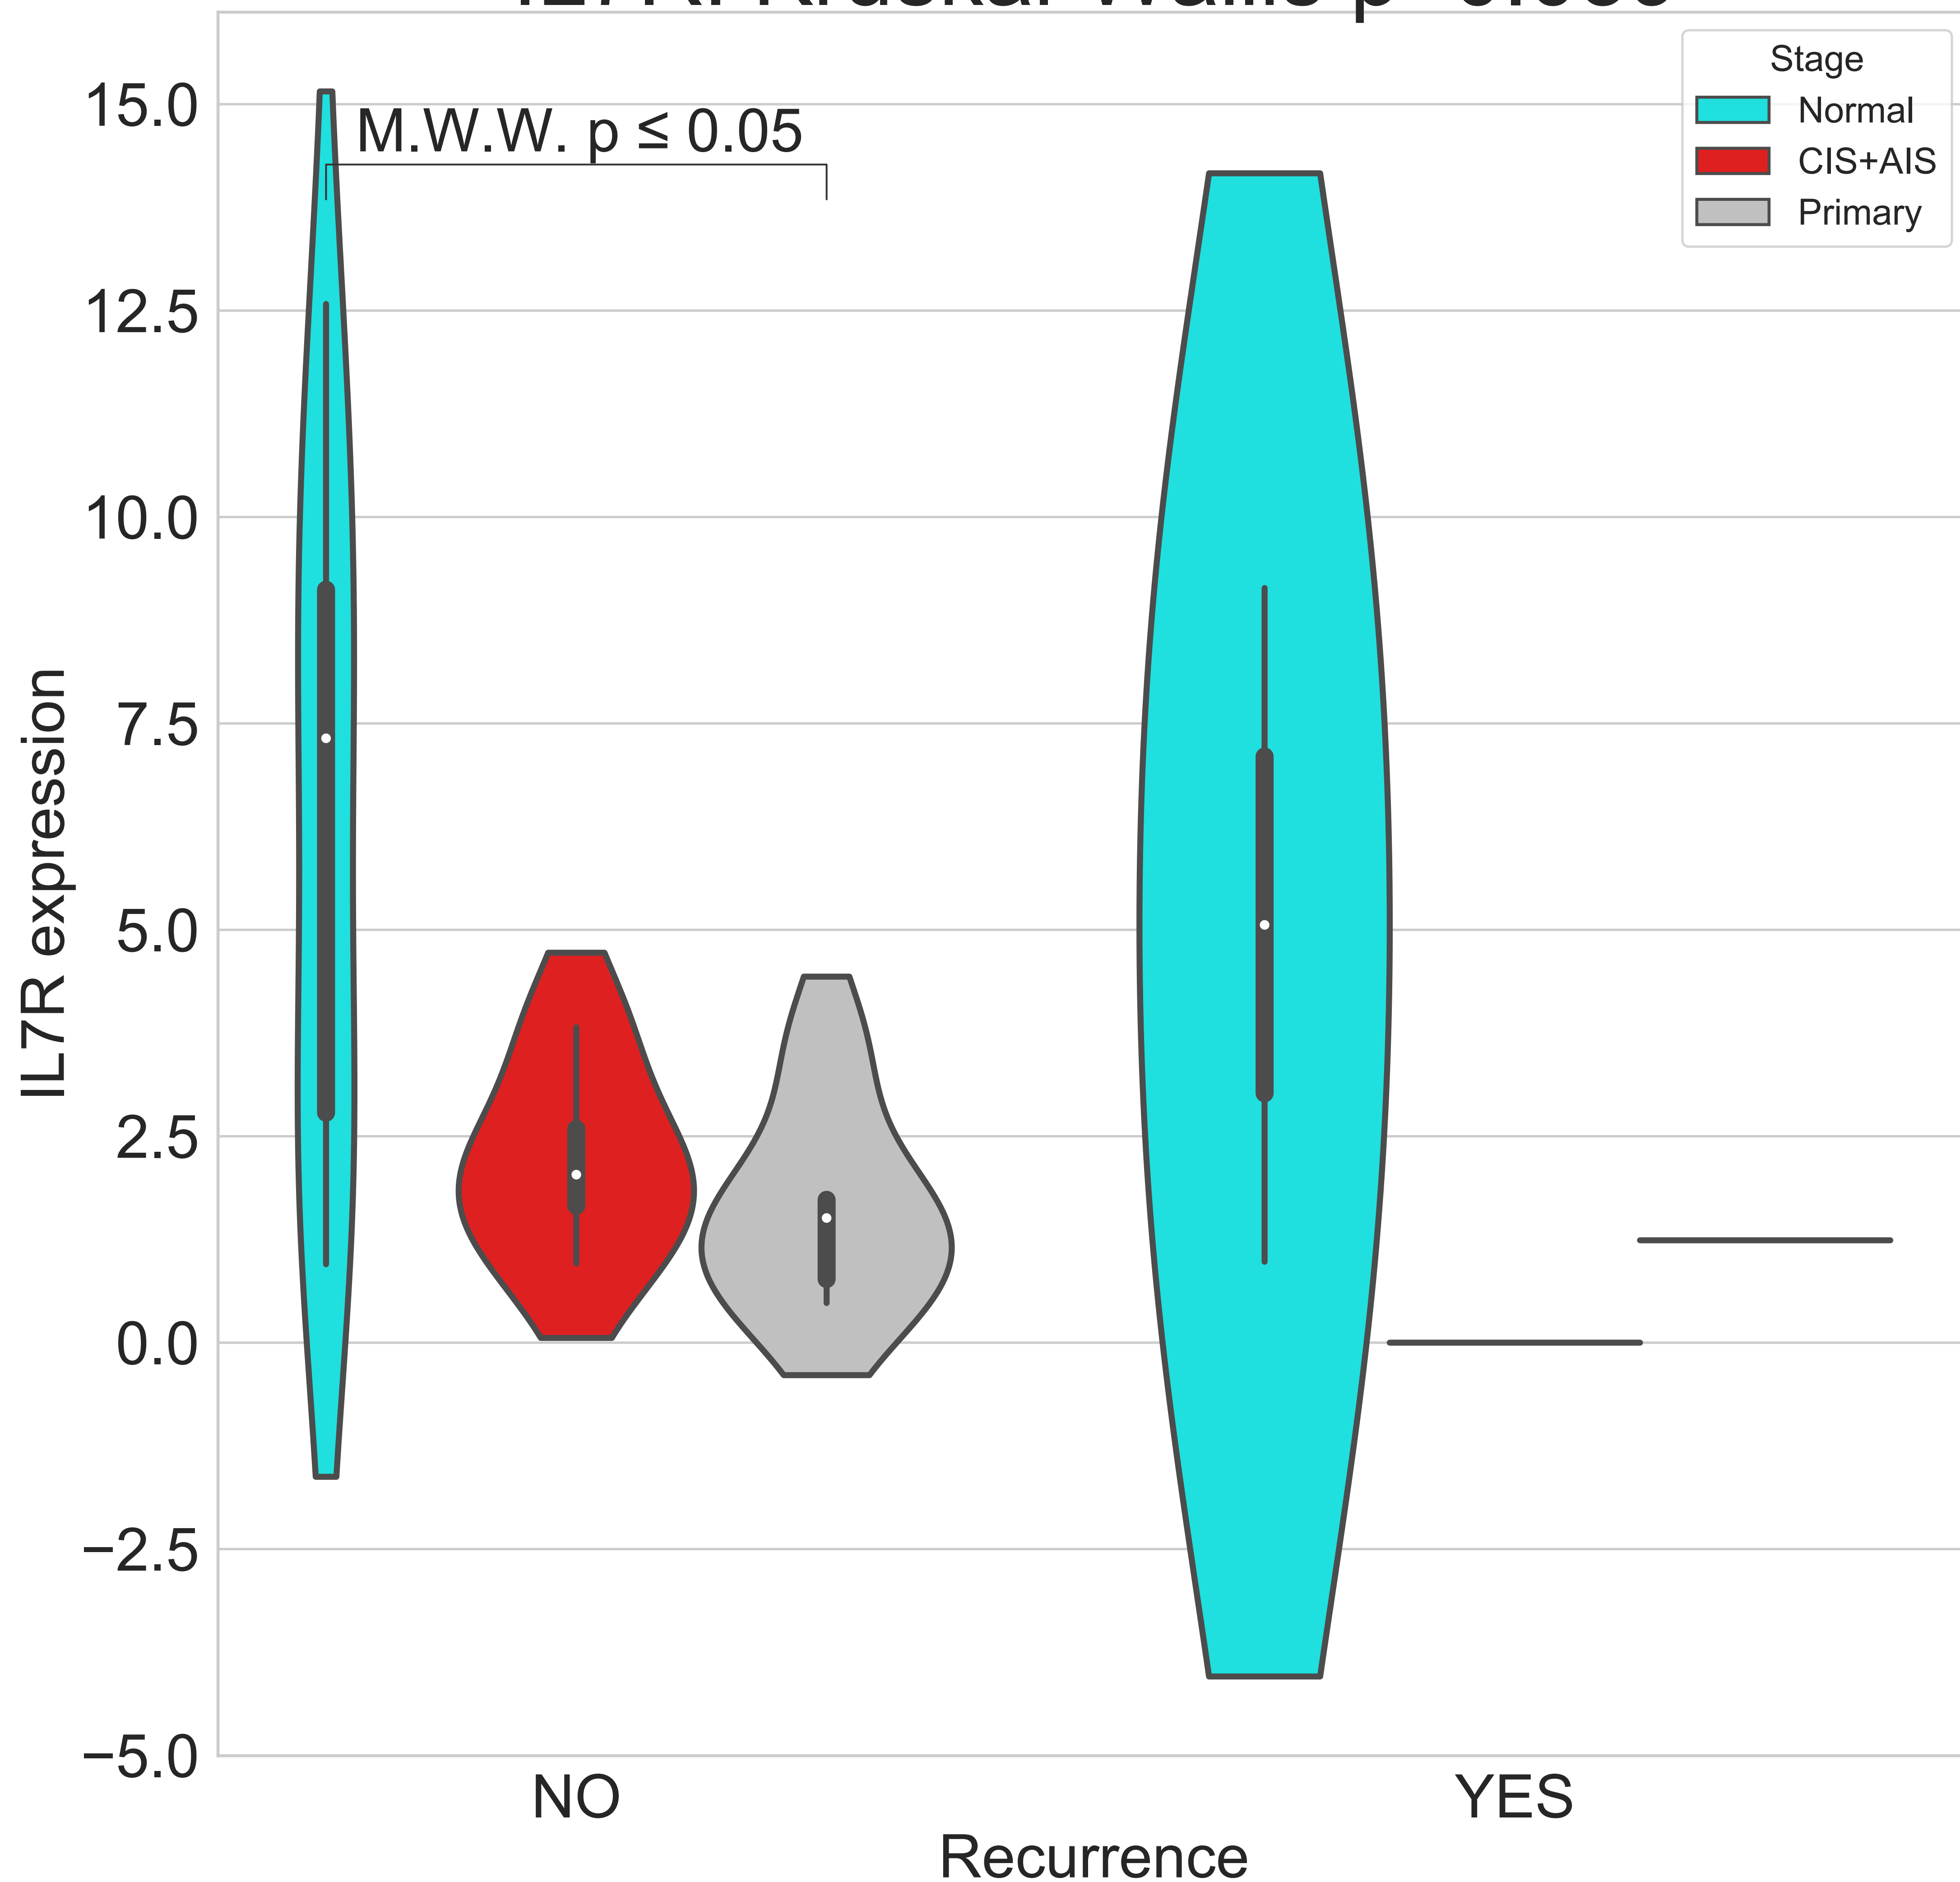 Stage
Normal
CIS+AIS
Primary
M.W.W. p ≤ 0.05
15.0
12.5
10.0
7.5
5.0
2.5
0.0
−2.5
−5.0
IL7R expression
NO
YES
Recurrence